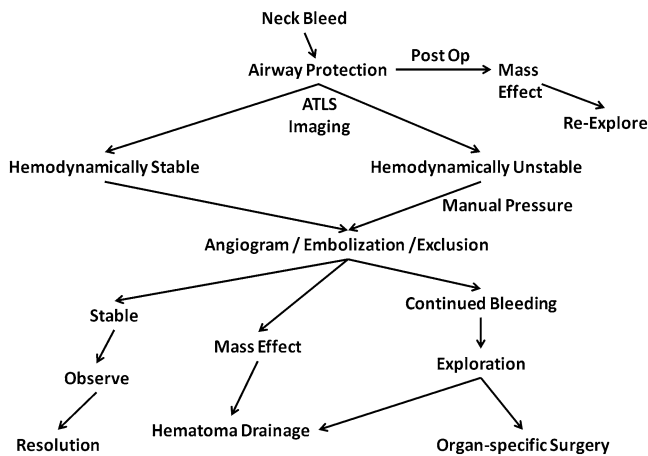 Neck Bleed
Airway Protection
Post Op
Mass
Effect
Re-Explore
ATLS
Imaging
Hemodynamically Stable
Hemodynamically Unstable
Manual Pressure
Angiogram / Embolization /Exclusion
Stable
Mass Effect
Continued Bleeding
Observe
Exploration
Resolution
Hematoma Drainage
Organ-specific Surgery